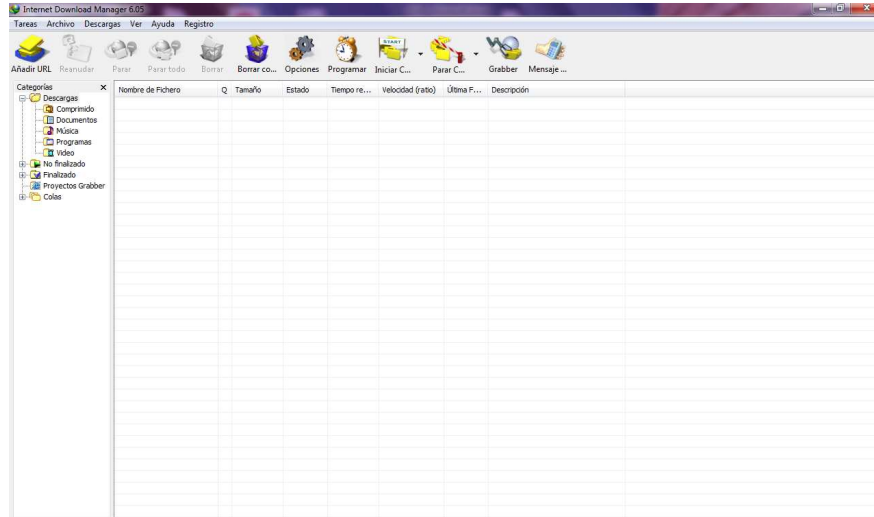 Internet Download Manager 6.05
Tareas Archivo Descargas Ver Ayuda Registro
START
Añadir URL Reanudar Parar Parar todo Borrar Borrar co... Opciones Programar Iniciar C... Parar C... Grabber Mensaje ...
Categorías
Nombre de Fichero Q Tamaño Estado Tiempo re... Velocidad (ratio) Última F... Descripción
Descargas
Comprimido
Documentos
Música
Programas
Video
No finalizado
Finalizado
Proyectos Grabber
Colas